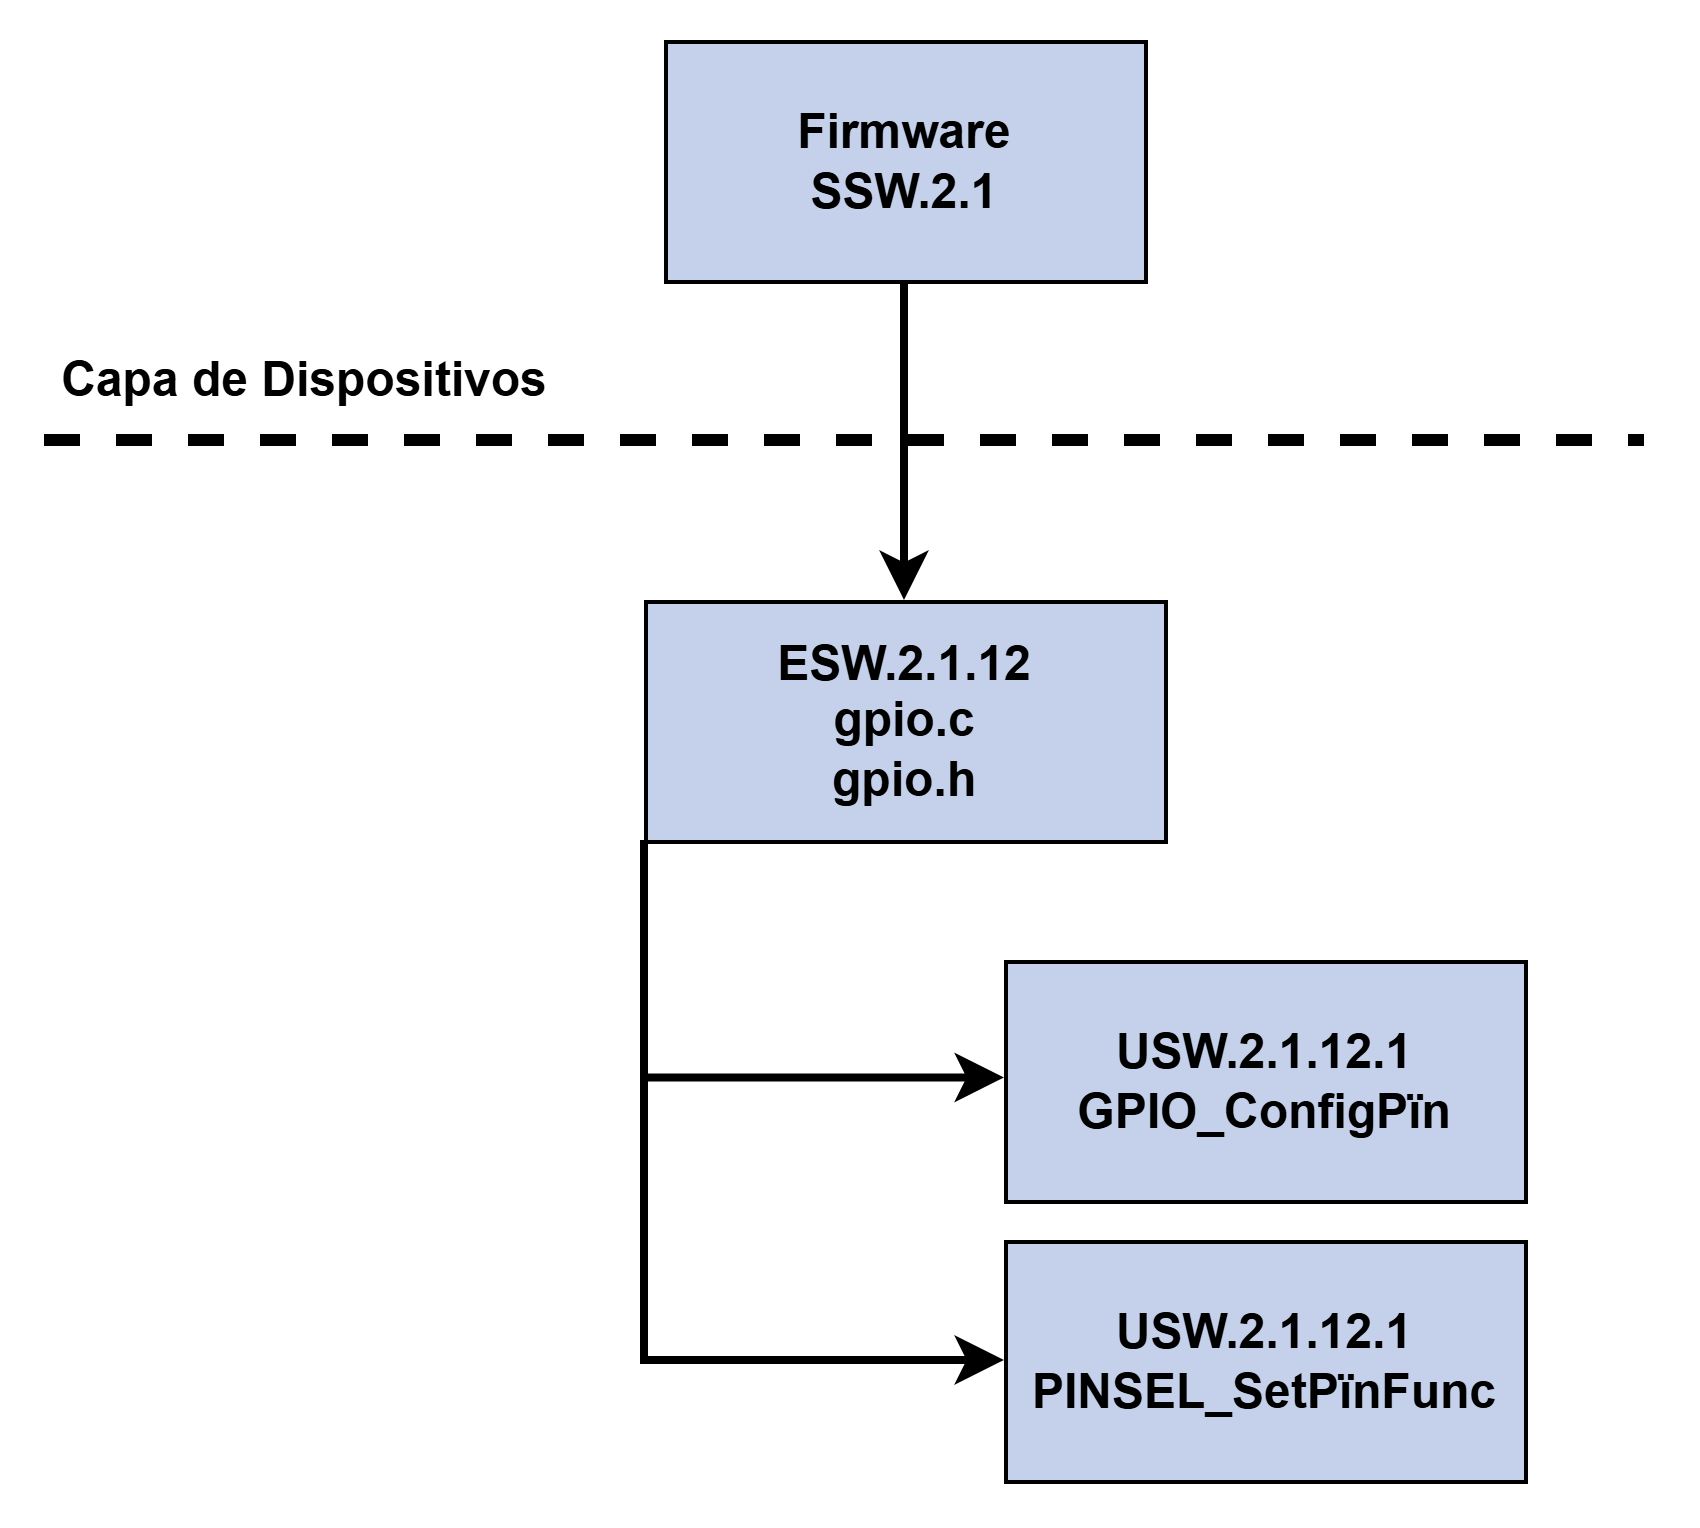 Firmware
SSW.2.1
Capa de Dispositivos
ESW.2.1.12
gpio.c
gpio.h
USW.2.1.12.1
GPIO_ConfigPïn
USW.2.1.12.1
PINSEL_SetPïnFunc